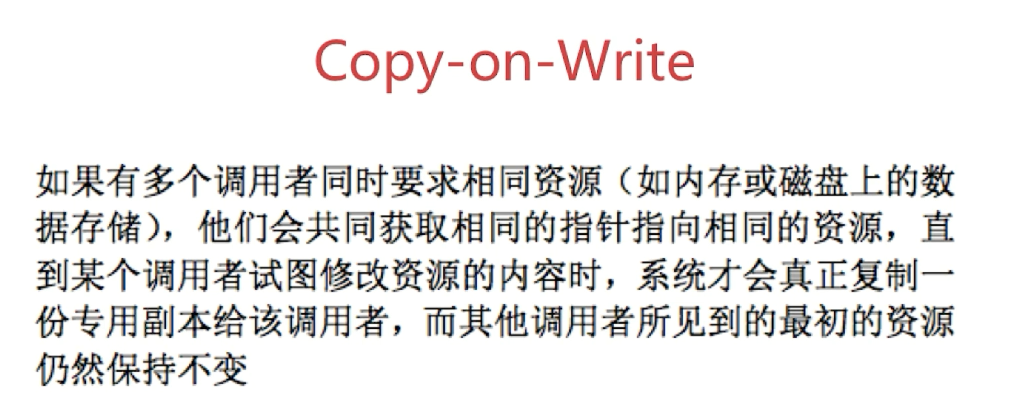 Copy-on-Write
如果有多个调用者同时要求相同资源（如内存或磁盘上的数
据存储），他们会共同获取相同的指针指向相同的资源，直
到某个调用者试图修改资源的内容时，系统才会真正复制一
份专用副本给该调用者，而其他调用者所见到的最初的资源
仍然保持不变